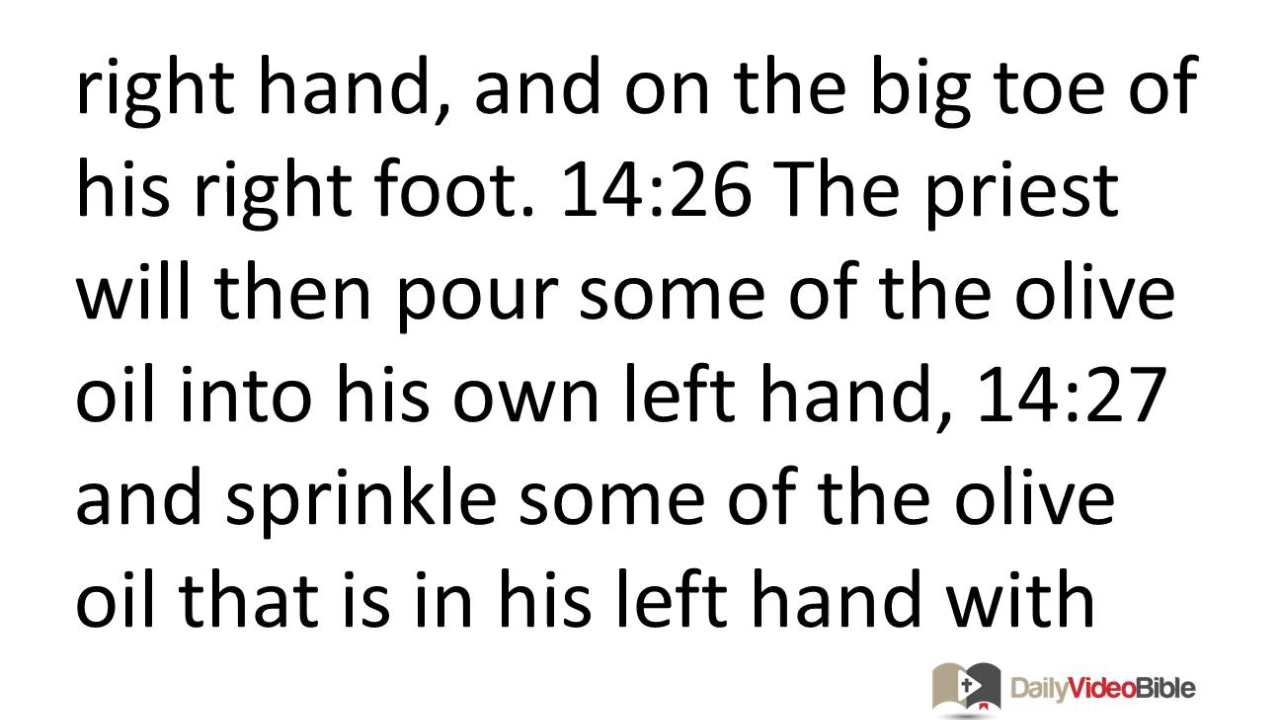 right hand, and on the big toe of
his right foot. 14:26 The priest
will then pour some of the olive
oil into his own left hand, 14:27
and sprinkle some of the olive
oil that is in his left hand with
DailyVideoBible